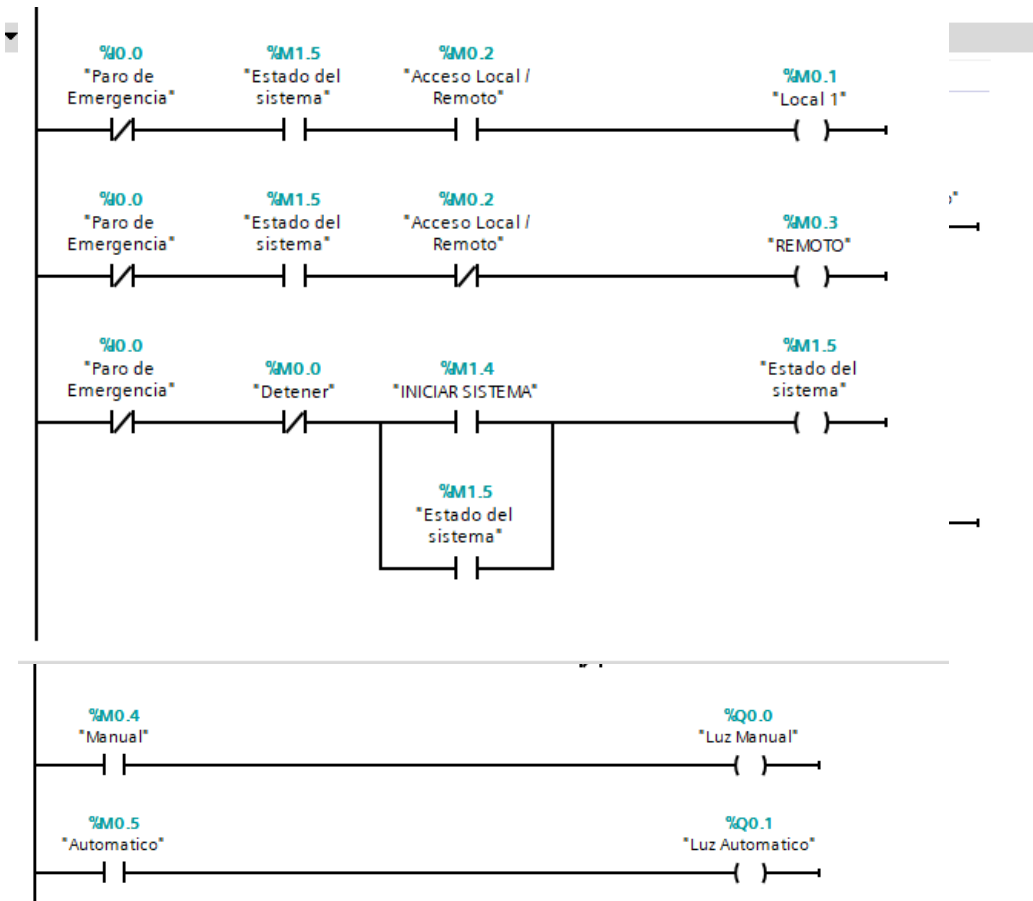 %I0.0
"Paro de
Emergencia"
%M1.5
"Estado del
sistema"
%M0.2
"Acceso Local /
Remoto"
%M0.1
"Local 1"
%I0.0
"Paro de
Emergencia"
%M1.5
"Estado del
sistema"
%M0.2
"Acceso Local /
Remoto"
%M0.3
"REMOTO"
%I0.0
"Paro de
Emergencia"
%M0.0
"Detener"
%M1.4
"INICIAR SISTEMA"
%M1.5
"Estado del
sistema"
%M1.5
"Estado del
sistema"
%M0.4
"Manual"
%Q0.0
"Luz Manual"
%M0.5
"Automatico"
%Q0.1
"Luz Automatico"